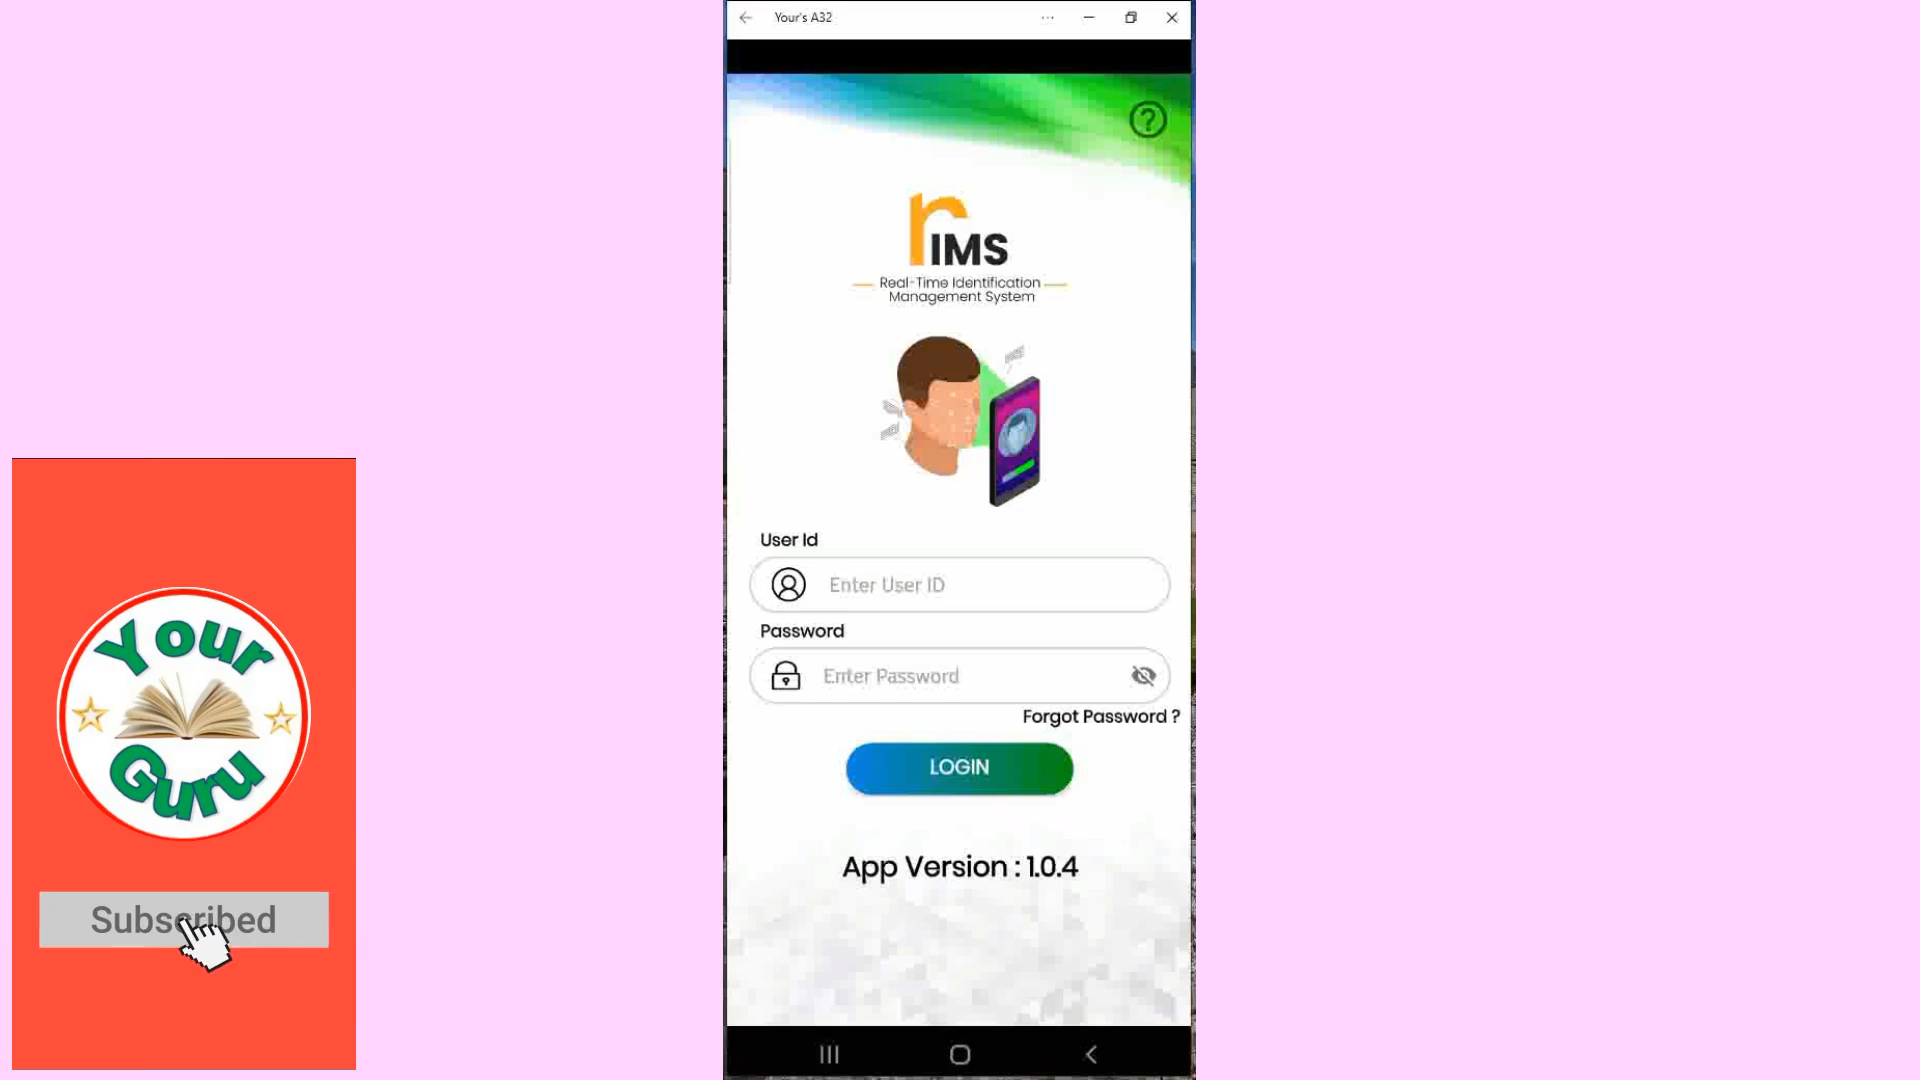 Your's A32
rIMS
Real-Time Identification
Management System
User Id
Enter User ID
Password
Enter Password
Forgot Password ?
LOGIN
App Version : 1.0.4
Your
Guru
Subscribed